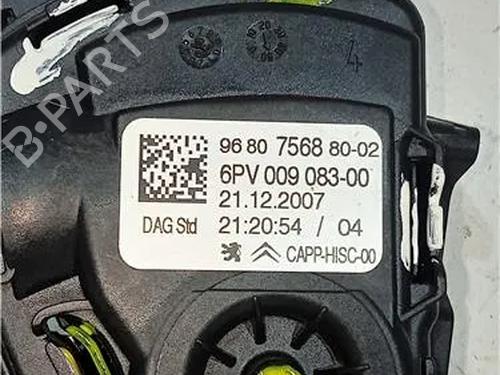 B-PARTS
4
96 80 7568 80-02
6PV 009 083-00
21.12.2007
DAG Std 21:20:54 / 04
CAPP-HISC-00